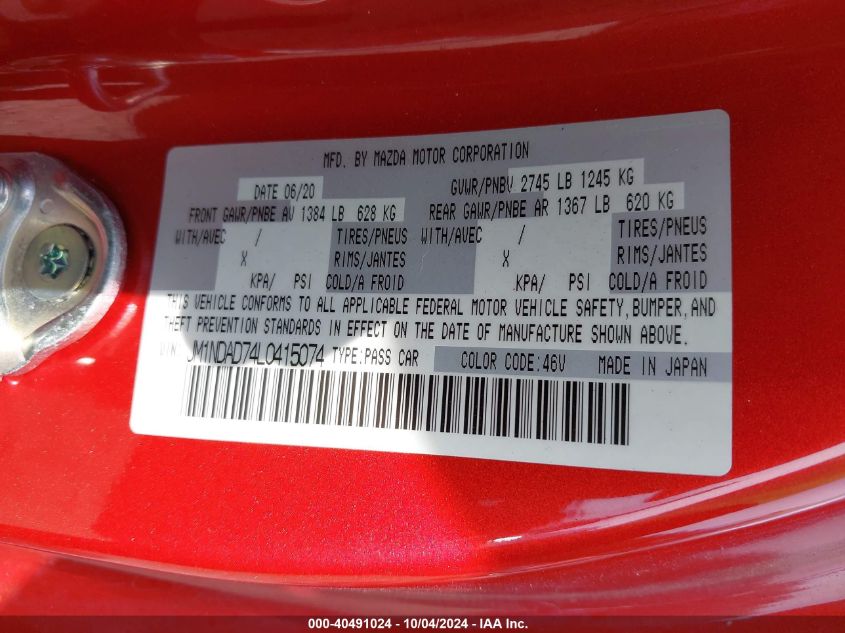 MFD. BY MAZDA MOTOR CORPORATION
DATE 06/20 GVWR/PNBV 2745 LB 1245 KG
FRONT GAWR/PNBE AV 1384 LB 628 KG REAR GAWR/PNBE AR 1367 LB 620 KG
WITH/AVEC / TIRES/PNEUS WITH/AVEC / TIRES/PNEUS
X RIMS/JANTES X RIMS/JANTES
KPA/ PSI COLD/A FROID KPA/ PSI COLD/A FROID
THIS VEHICLE CONFORMS TO ALL APPLICABLE FEDERAL MOTOR VEHICLE SAFETY, BUMPER, AND
THEFT PREVENTION STANDARDS IN EFFECT ON THE DATE OF MANUFACTURE SHOWN ABOVE.
VIN: JM1NDAD74L0415074 TYPE:PASS CAR COLOR CODE:46V MADE IN JAPAN
000-40491024 - 10/04/2024 - IAA Inc.